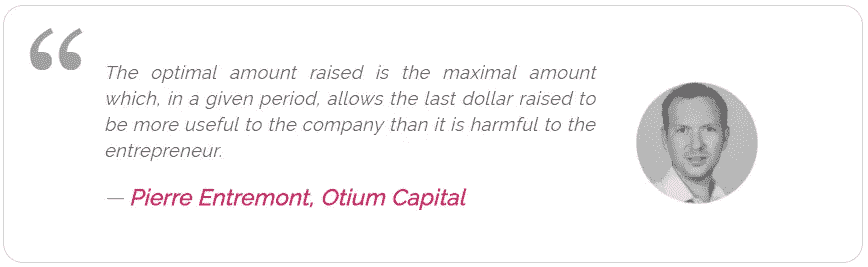 “
The optimal amount raised is the maximal amount
which, in a given period, allows the last dollar raised to
be more useful to the company than it is harmful to the
entrepreneur.
— Pierre Entremont, Otium Capital